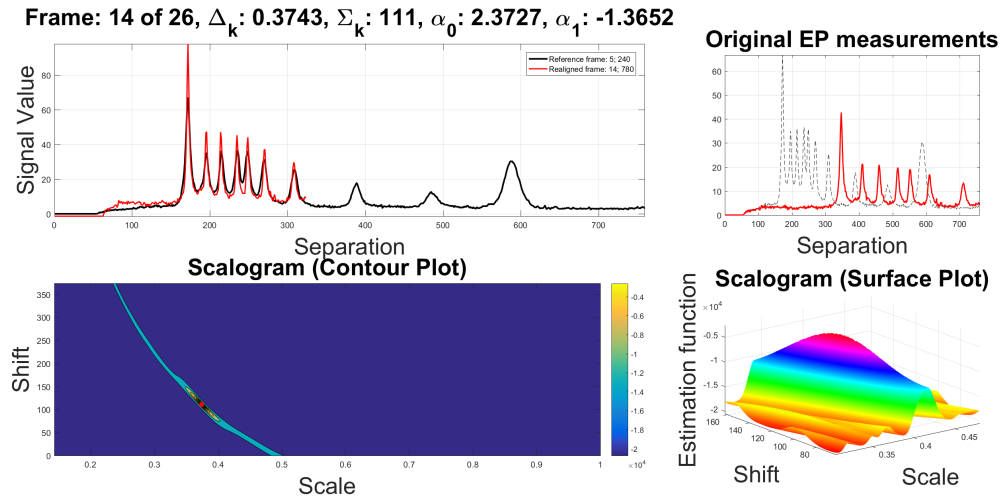 Frame: 14 of 26, Δk: 0.3743, Σk: 111, α0: 2.3727, α1: -1.3652
Signal Value
80
60
40
20
0
Reference frame: 5; 240
Realigned frame: 14; 780
0 100 200 300 400 500 600 700
Separation
Original EP measurements
60
50
40
30
20
10
0
0 100 200 300 400 500 600 700
Separation
Scalogram (Contour Plot)
Shift
350
300
250
200
150
100
50
0
0.2 0.3 0.4 0.5 0.6 0.7 0.8 0.9 1
Scale
-0.4
-0.6
-0.8
-1
-1.2
-1.4
-1.6
-1.8
-2
×10^4
Scalogram (Surface Plot)
Estimation function
×10^4
-0.5
-1
-1.5
-2
160
140
120
100
80
Shift
0.35
0.4
0.45
Scale